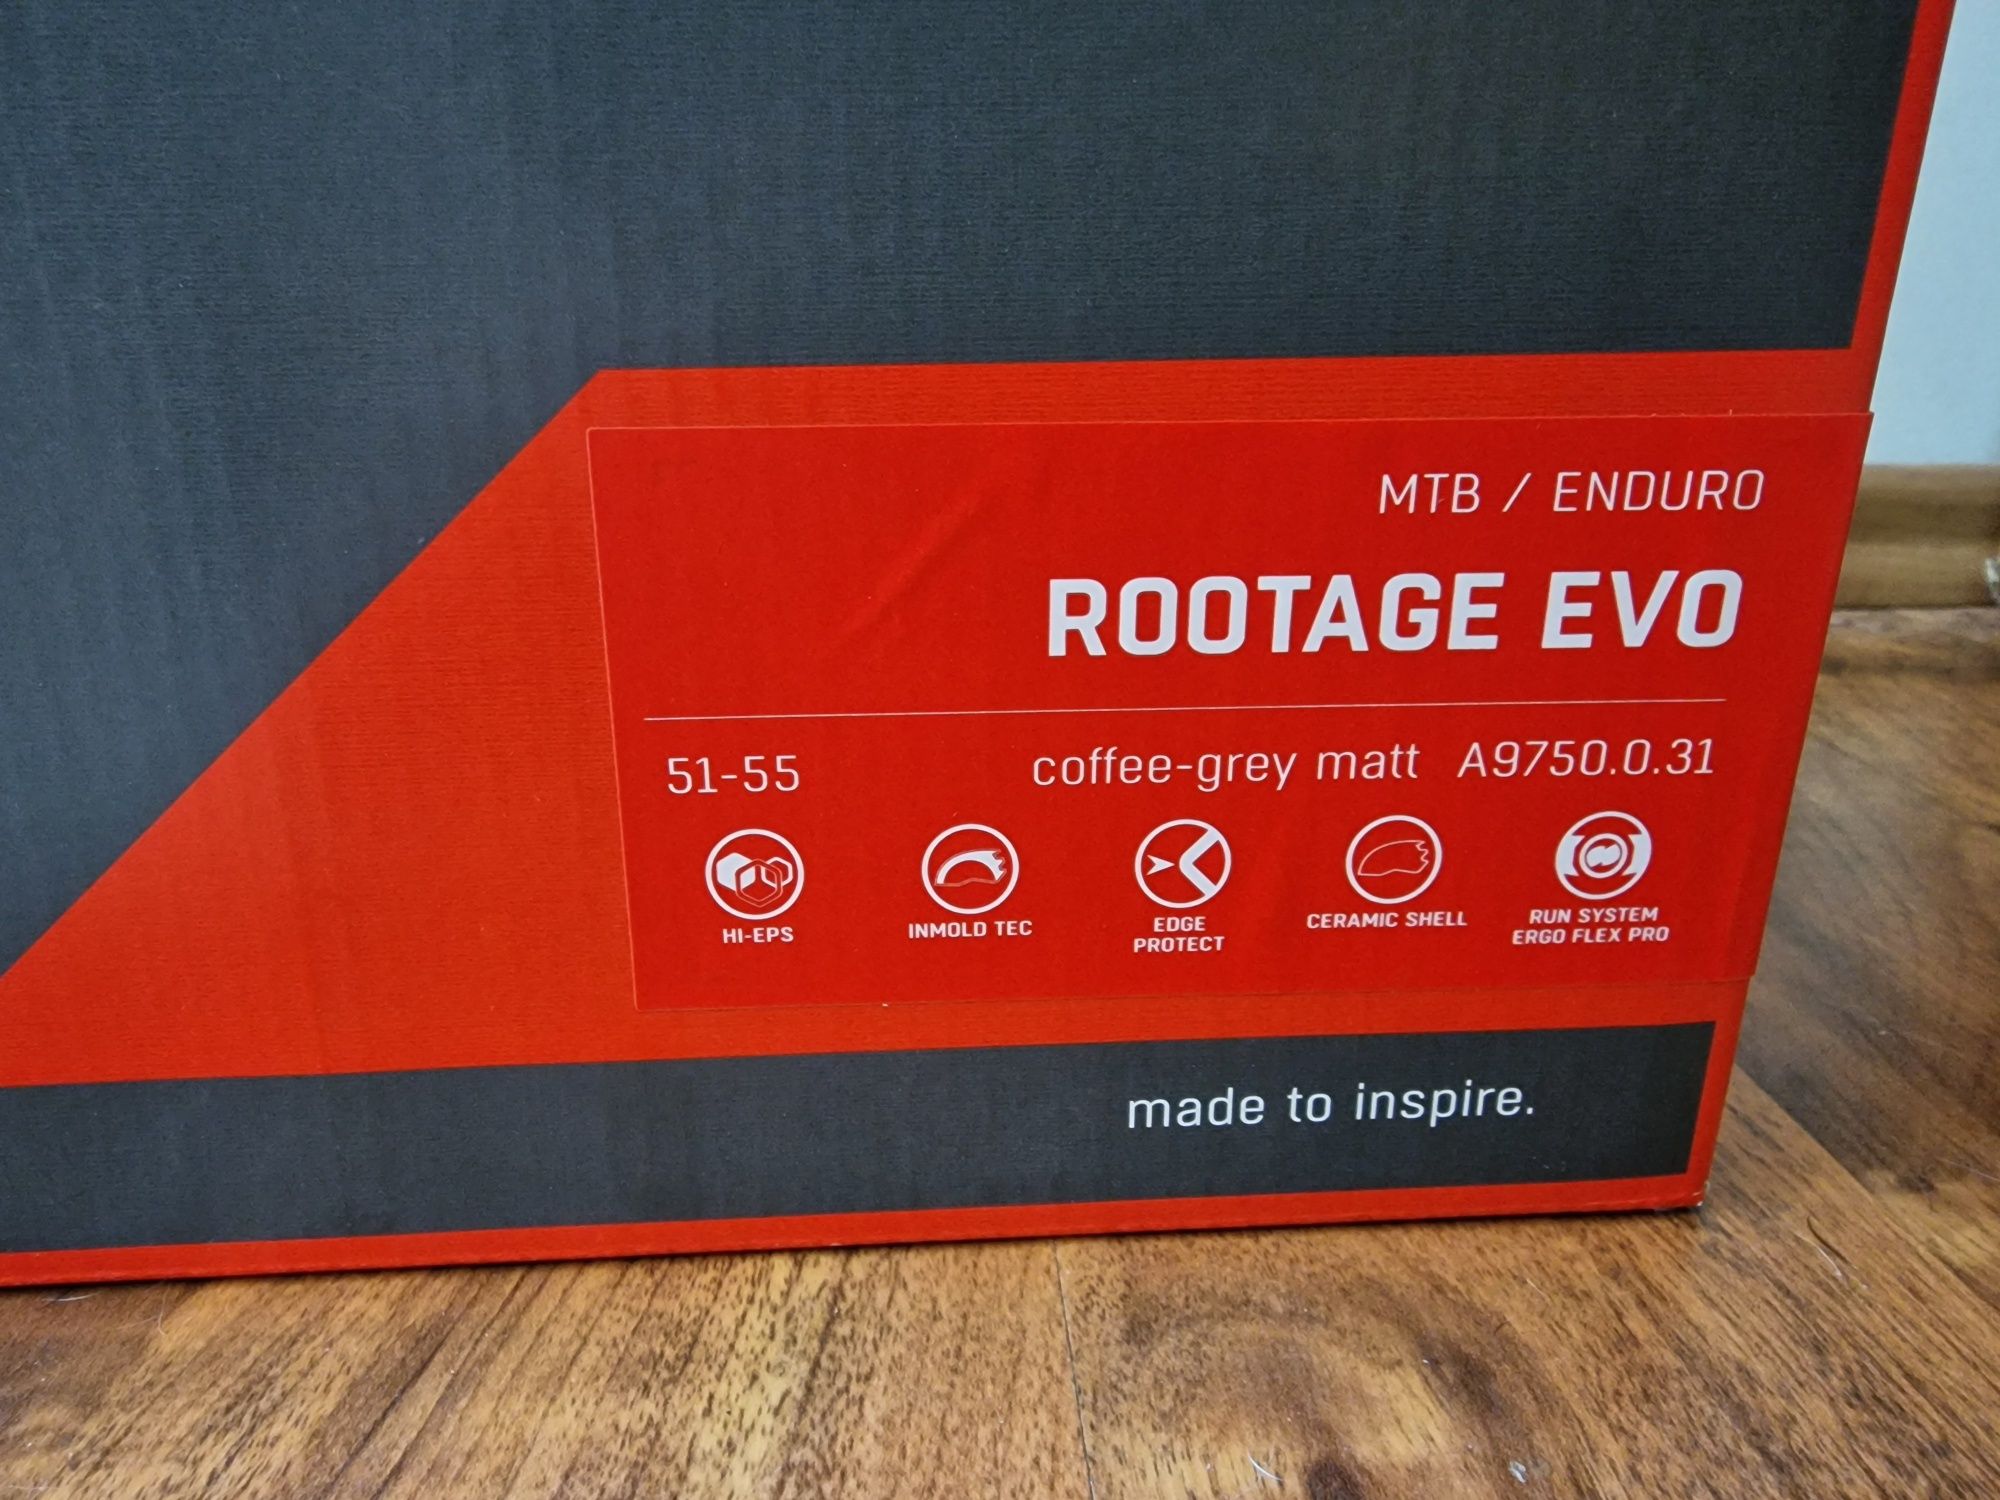 MTB / ENDURO
ROOTAGE EVO
51-55 coffee-grey matt A9750.0.31
HI-EPS
INMOLD TEC
EDGE
PROTECT
CERAMIC SHELL
RUN SYSTEM
ERGO FLEX PRO
made to inspire.